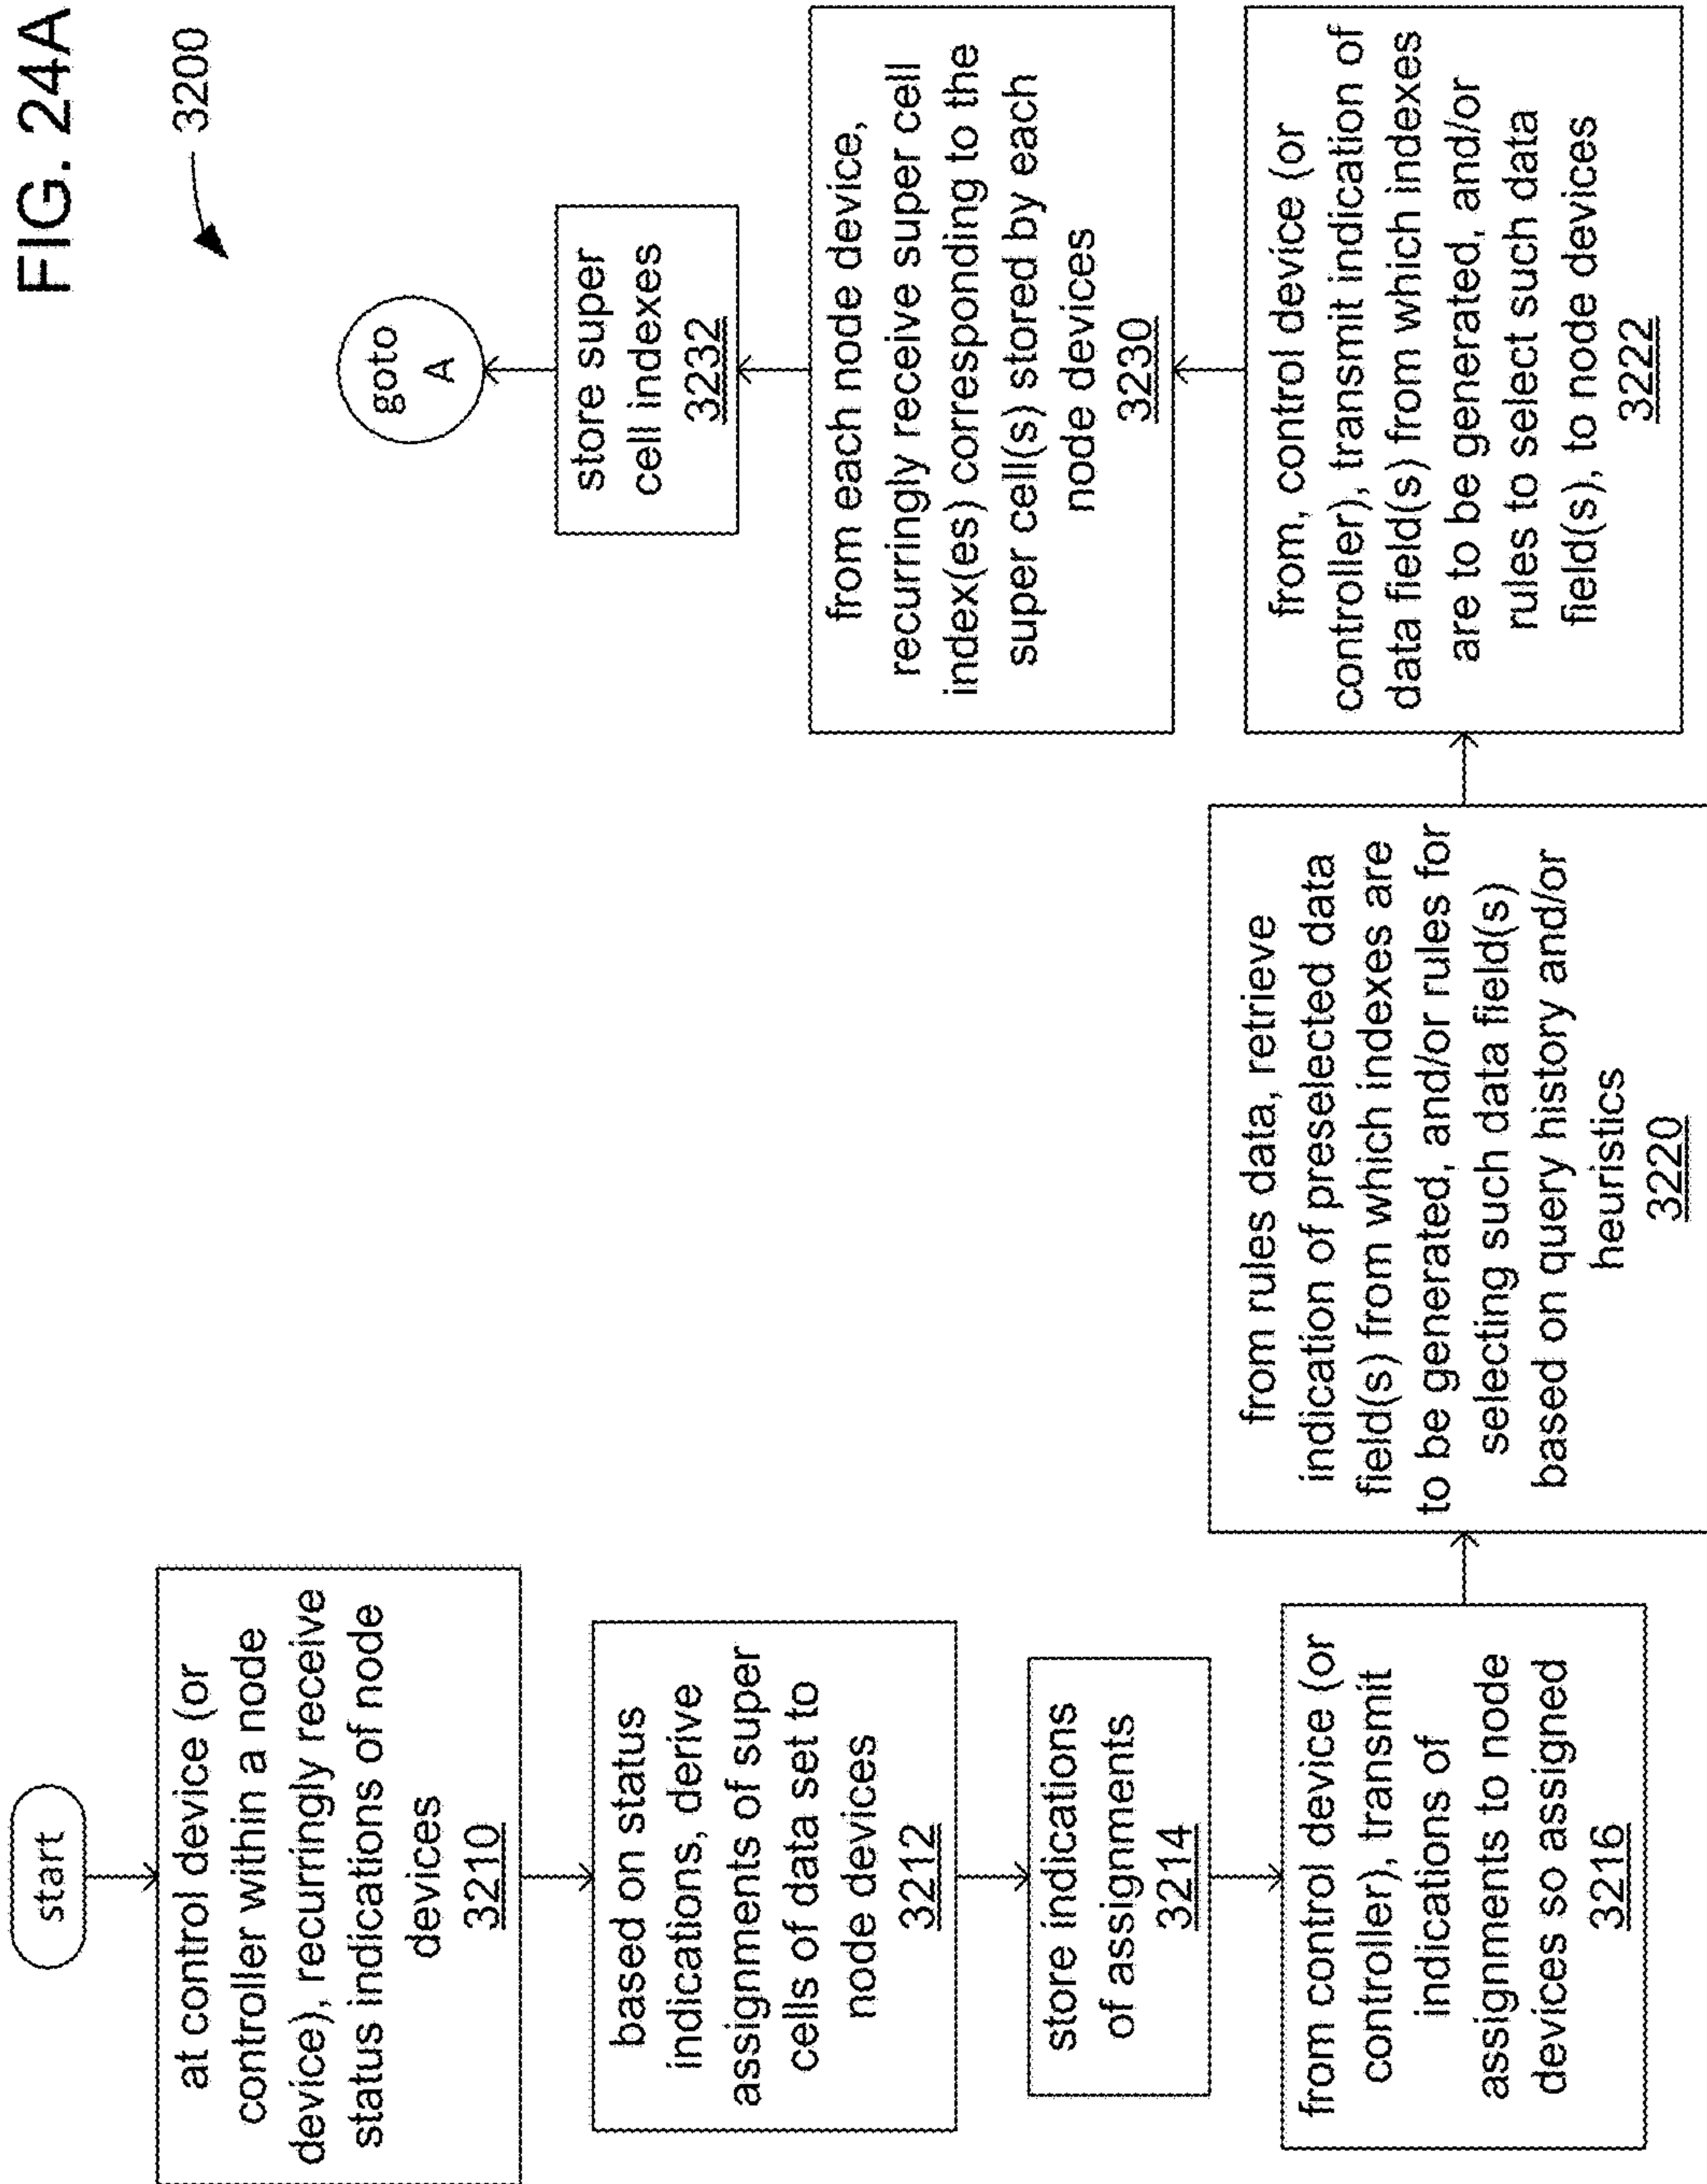 FIG. 24A
3200
start
at control device (or
controller within a node
device), recurringly receive
status indications of node
devices
3210
based on status
indications, derive
assignments of super
cells of data set to
node devices
3212
store indications
of assignments
3214
from control device (or
controller), transmit
indications of
assignments to node
devices so assigned
3216
from rules data, retrieve
indication of preselected data
field(s) from which indexes are
to be generated, and/or rules for
selecting such data field(s)
based on query history and/or
heuristics
3220
from, control device (or
controller), transmit indication of
data field(s) from which indexes
are to be generated, and/or
rules to select such data
field(s), to node devices
3222
from each node device,
recurringly receive super cell
index(es) corresponding to the
super cell(s) stored by each
node devices
3230
store super
cell indexes
3232
goto
A